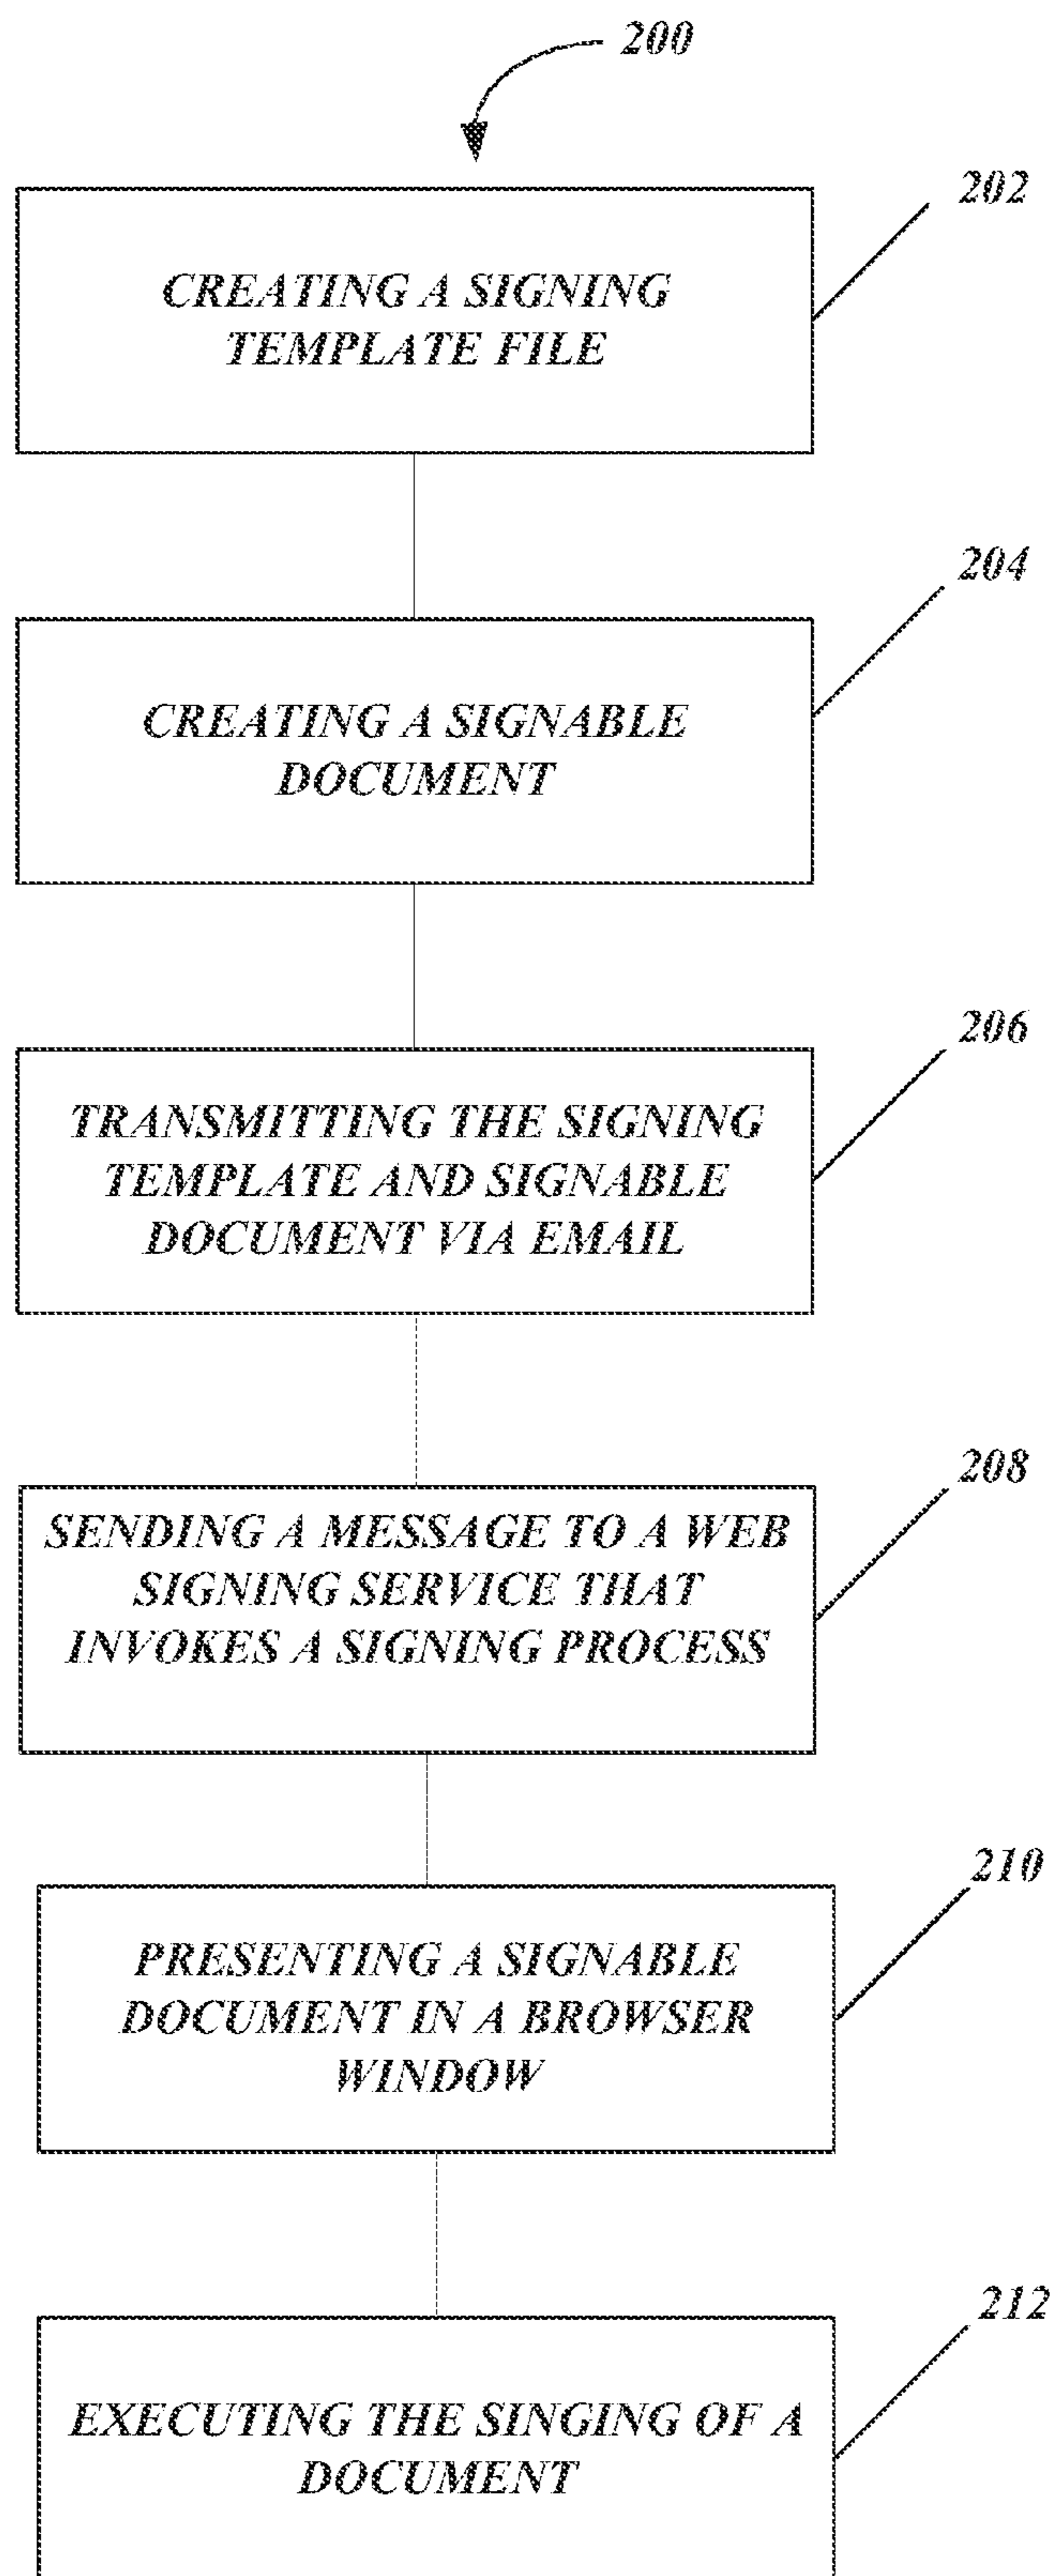 200
202
CREATING A SIGNING
TEMPLATE FILE
204
CREATING A SIGNABLE
DOCUMENT
206
TRANSMITTING THE SIGNING
TEMPLATE AND SIGNABLE
DOCUMENT VIA EMAIL
208
SENDING A MESSAGE TO A WEB
SIGNING SERVICE THAT
INVOKES A SIGNING PROCESS
210
PRESENTING A SIGNABLE
DOCUMENT IN A BROWSER
WINDOW
212
EXECUTING THE SINGING OF A
DOCUMENT